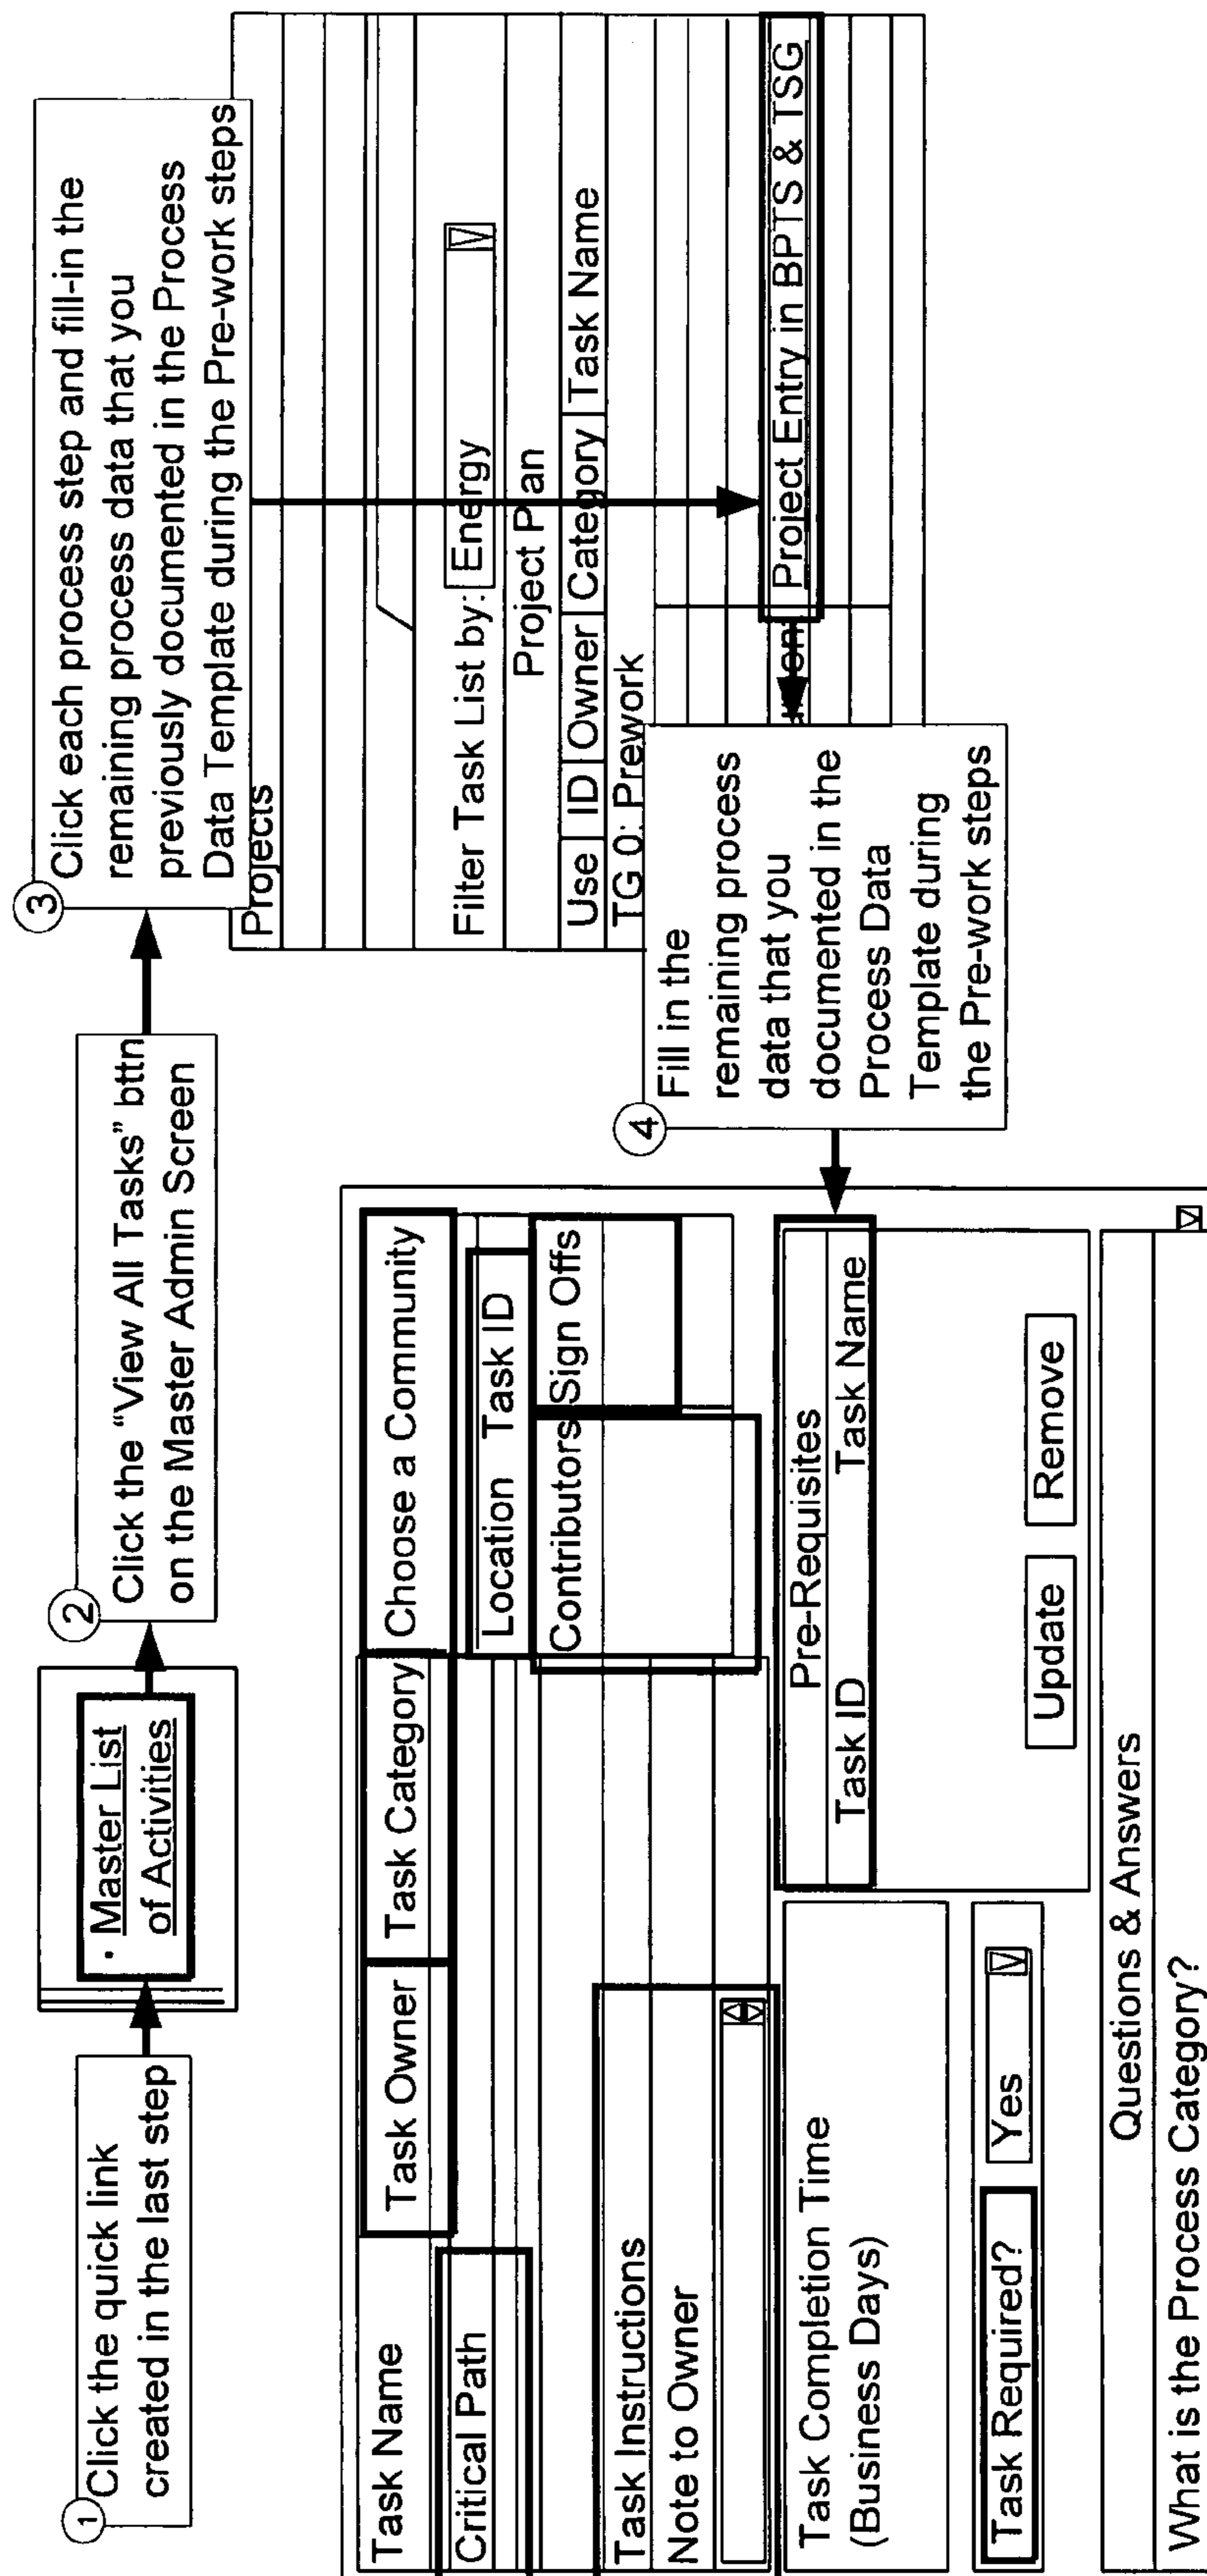 1
Click the quick link
created in the last step
• Master List
of Activities
2
Click the “View All Tasks” bttn
on the Master Admin Screen
3
Click each process step and fill-in the
remaining process data that you
previously documented in the Process
Data Template during the Pre-work steps
Projects
Filter Task List by: Energy
Project Plan
Use ID Owner Category Task Name
TG 0: Prework
Project Entry in BPTS & TSG
4
Fill in the
remaining process
data that you
documented in the
Process Data
Template during
the Pre-work steps
Task Name Task Owner Task Category Choose a Community
Critical Path Location Task ID
Contributors Sign Offs
Task Instructions
Note to Owner
Task Completion Time
(Business Days)
Pre-Requisites
Task ID Task Name
Task Required? Yes
Update Remove
Questions & Answers
What is the Process Category?